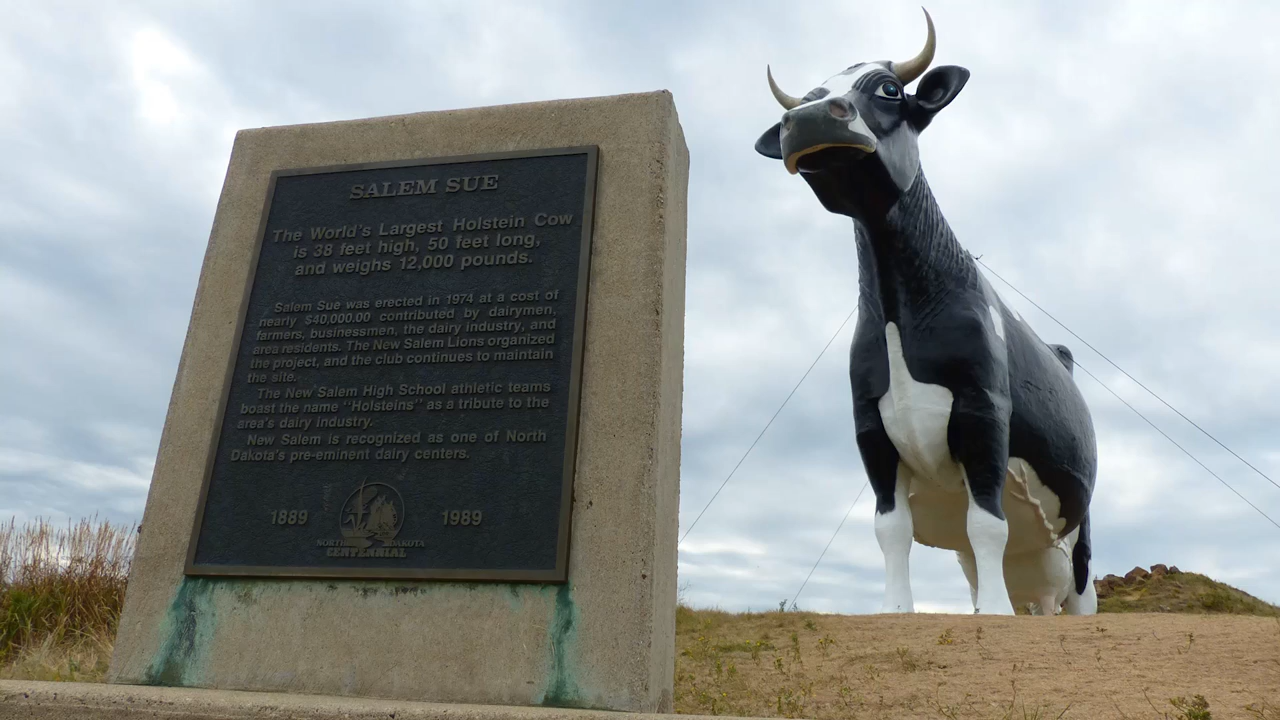 SALEM SUE
The World's Largest Holstein Cow
is 38 feet high, 50 feet long,
and weighs 12,000 pounds.
Salem Sue was erected in 1974 at a cost of
nearly $40,000.00 contributed by dairymen,
farmers, businessmen, the dairy industry, and
area residents. The New Salem Lions organized
the project, and the club continues to maintain
the site.
The New Salem High School athletic teams
boast the name "Holsteins" as a tribute to the
area's dairy industry.
New Salem is recognized as one of North
Dakota's pre-eminent dairy centers.
1889 1989
NORTH DAKOTA
CENTENNIAL